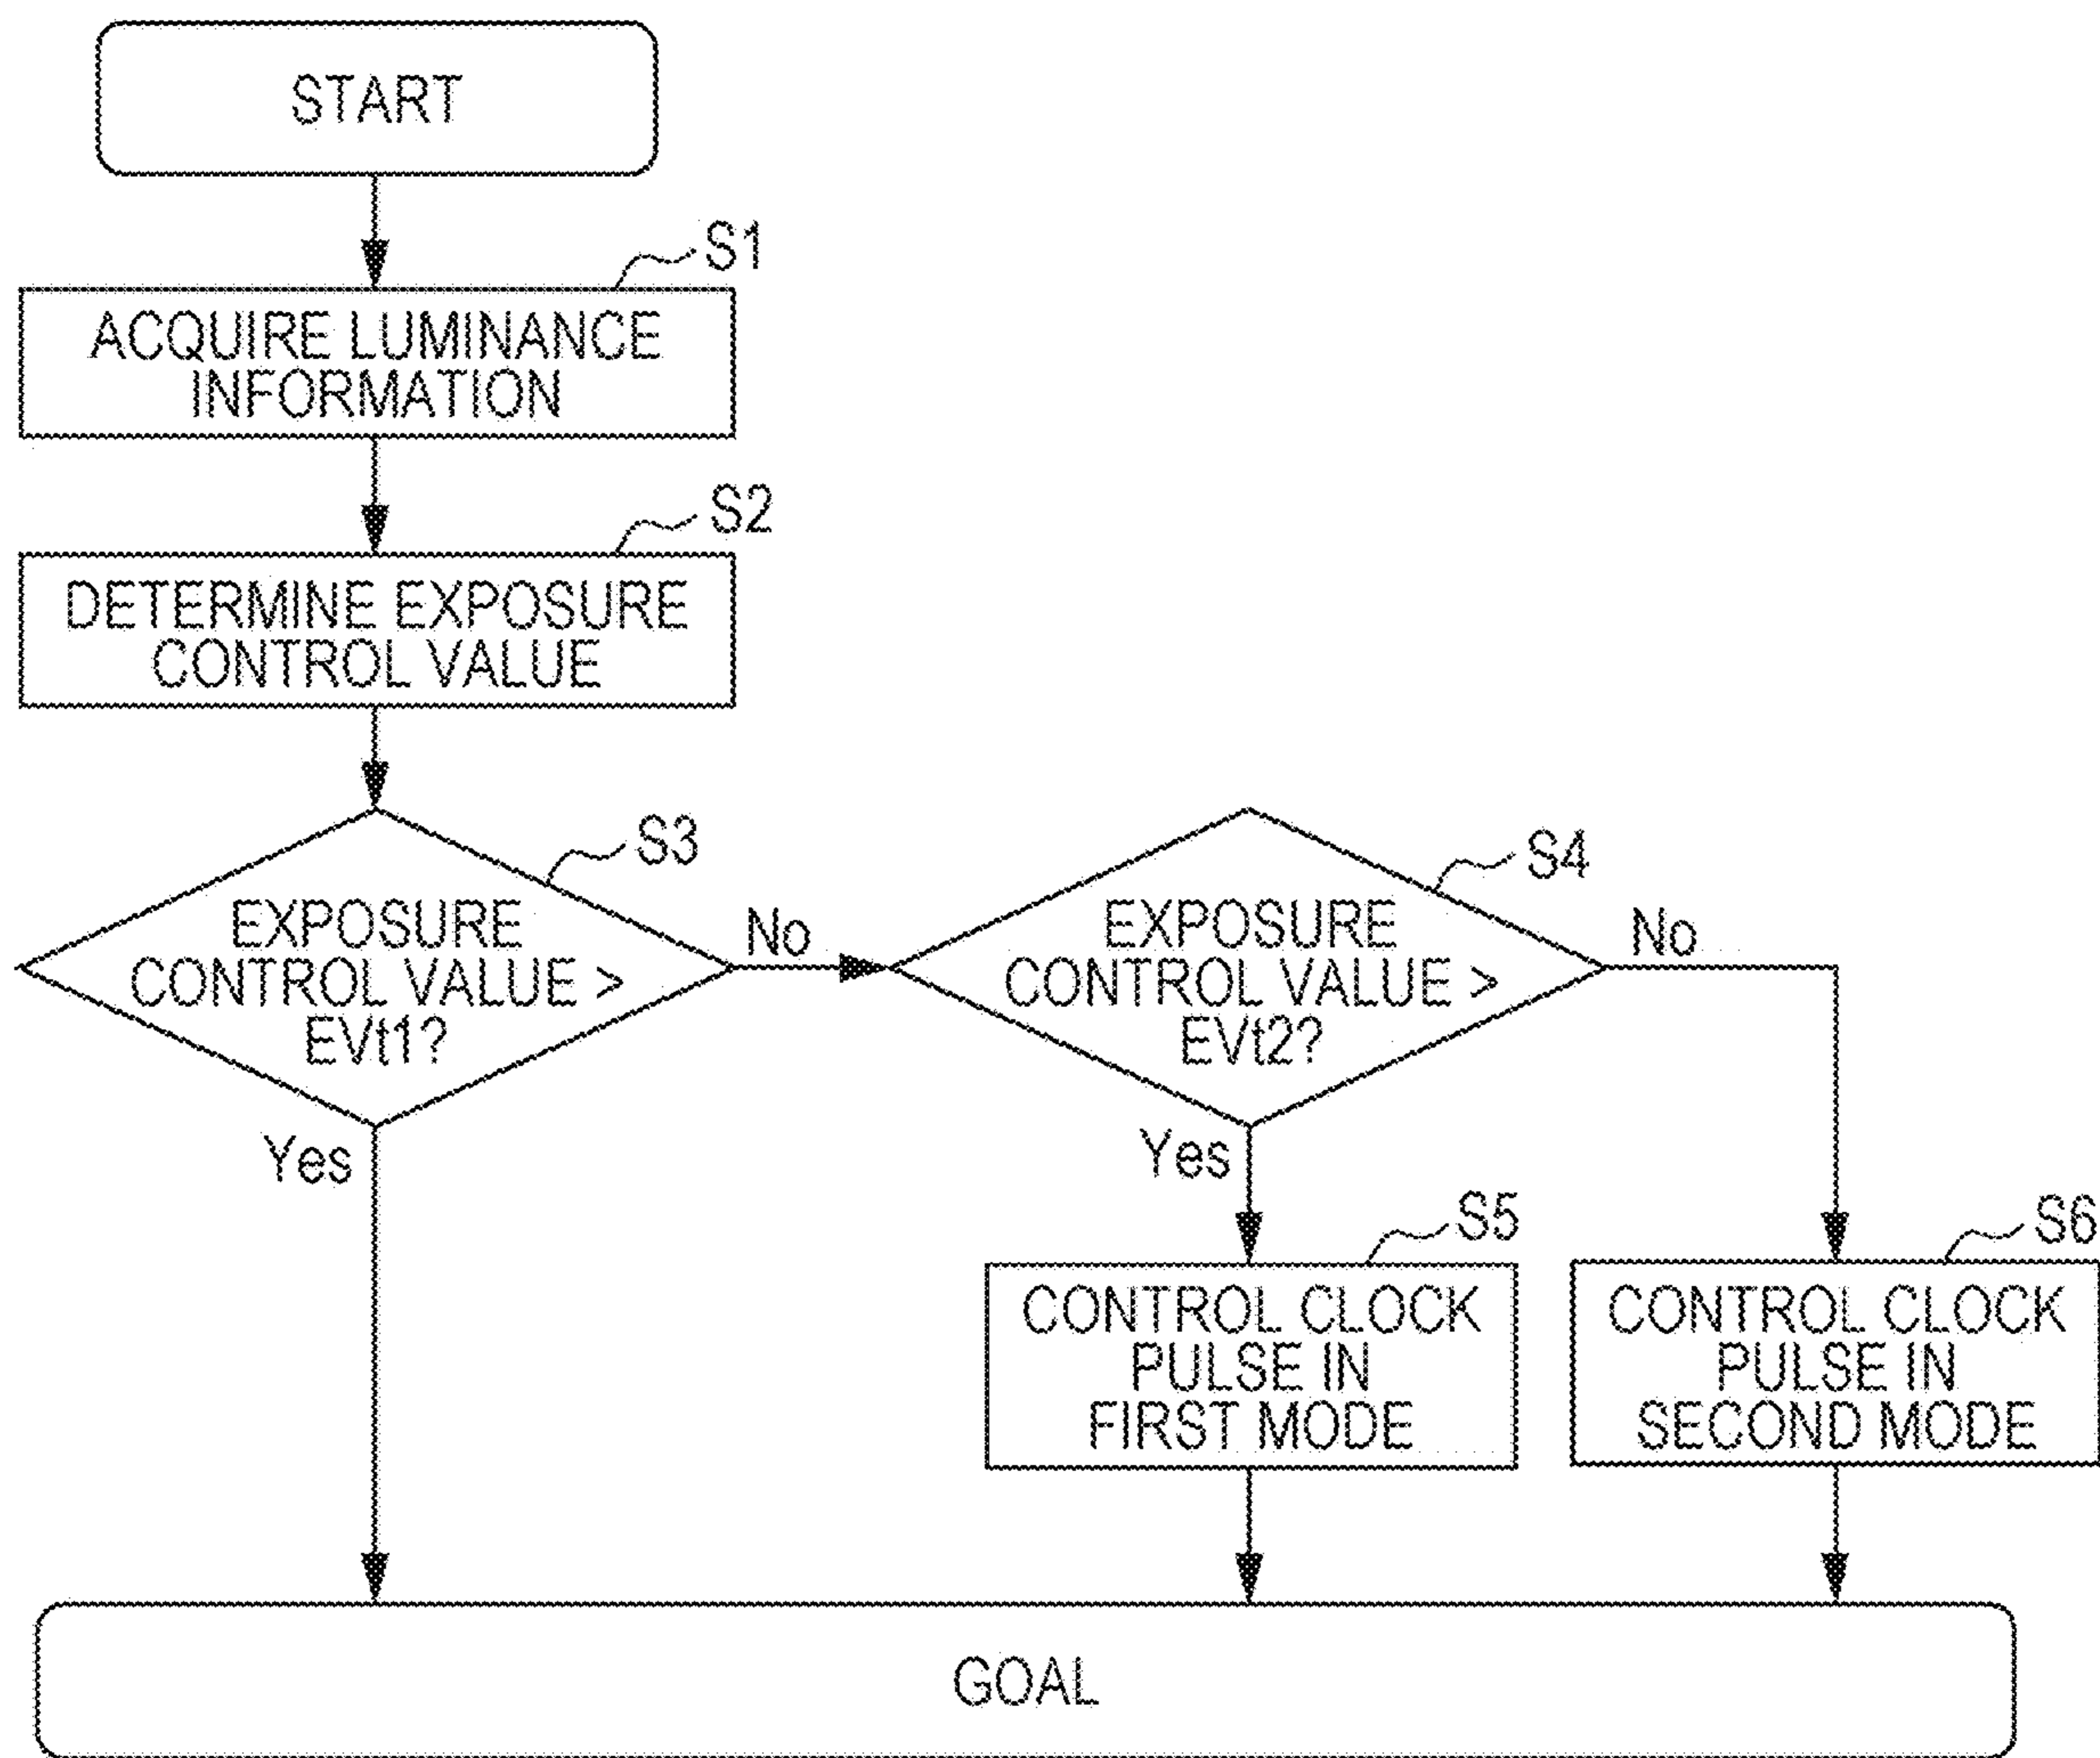 START
S1
ACQUIRE LUMINANCE
INFORMATION
S2
DETERMINE EXPOSURE
CONTROL VALUE
S3
EXPOSURE
CONTROL VALUE >
EVt1?
No
Yes
S4
EXPOSURE
CONTROL VALUE >
EVt2?
No
Yes
S5
CONTROL CLOCK
PULSE IN
FIRST MODE
S6
CONTROL CLOCK
PULSE IN
SECOND MODE
GOAL